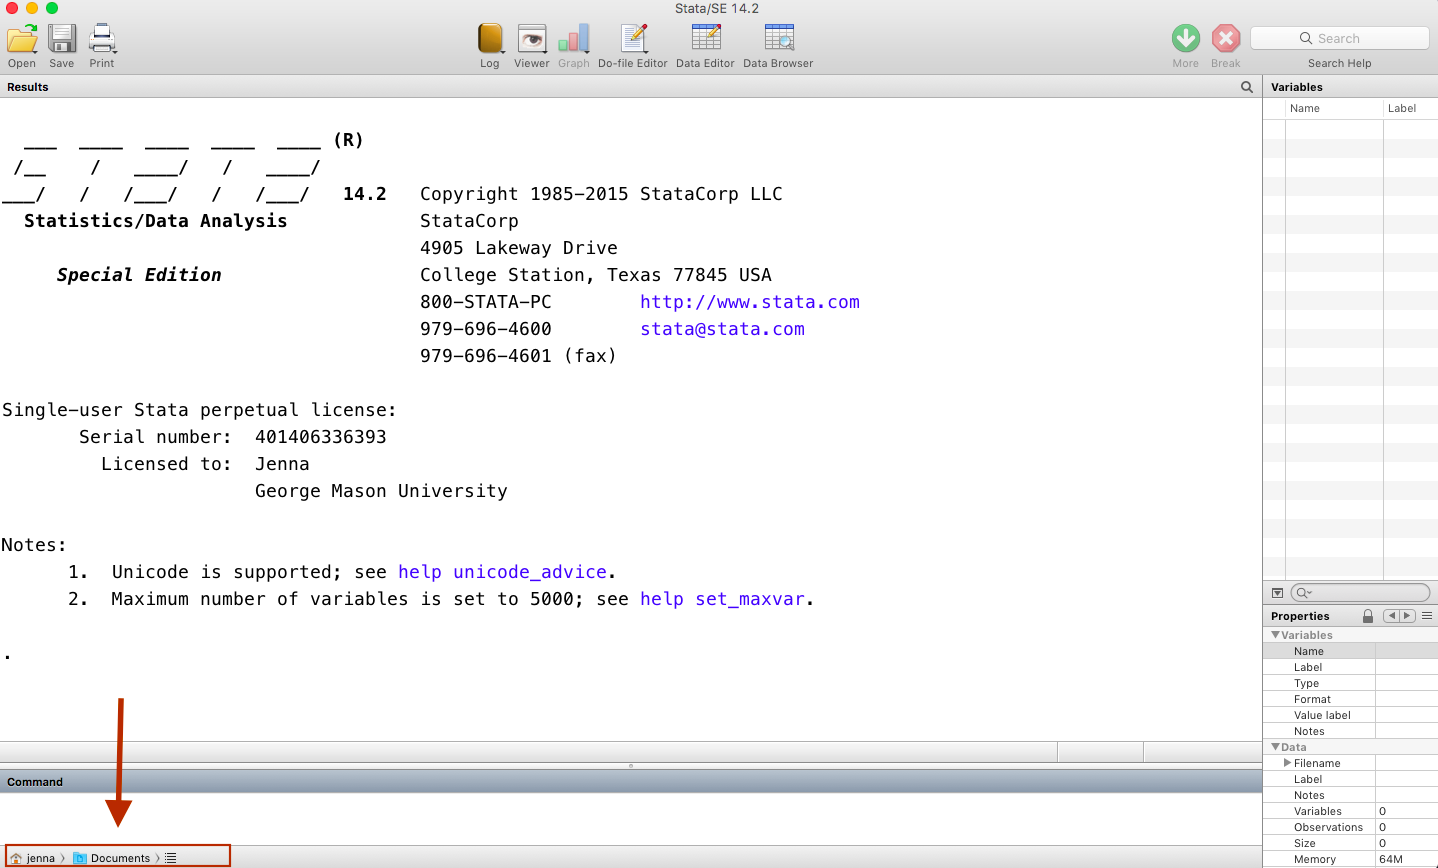 Stata/SE 14.2
Open Save Print Log Viewer Graph Do-file Editor Data Editor Data Browser More Break Search
Search Help
Results
Variables
Name Label
___ ____ ____ ____ ____ (R)
/__ / ____/ / ____/
___/ / /___/ / /___/ 14.2 Copyright 1985-2015 StataCorp LLC
Statistics/Data Analysis StataCorp
4905 Lakeway Drive
Special Edition College Station, Texas 77845 USA
800-STATA-PC http://www.stata.com
979-696-4600 stata@stata.com
979-696-4601 (fax)
Single-user Stata perpetual license:
Serial number: 401406336393
Licensed to: Jenna
George Mason University
Notes:
1. Unicode is supported; see help unicode_advice.
2. Maximum number of variables is set to 5000; see help set_maxvar.
.
Properties
Variables
Name
Label
Type
Format
Value label
Notes
Data
Filename
Label
Notes
Variables 0
Observations 0
Size 0
Memory 64M
Command
jenna Documents